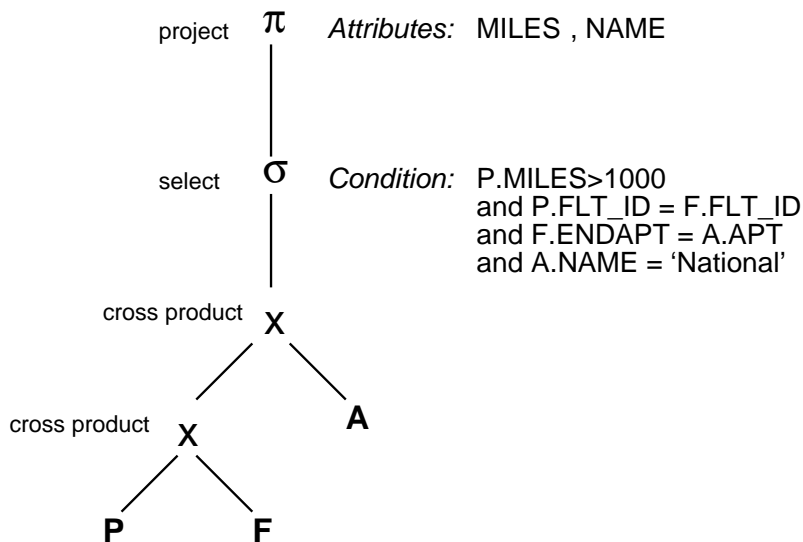 project π Attributes: MILES , NAME
select σ Condition: P.MILES>1000
and P.FLT_ID = F.FLT_ID
and F.ENDAPT = A.APT
and A.NAME = ‘National’
cross product X
cross product X A
P F